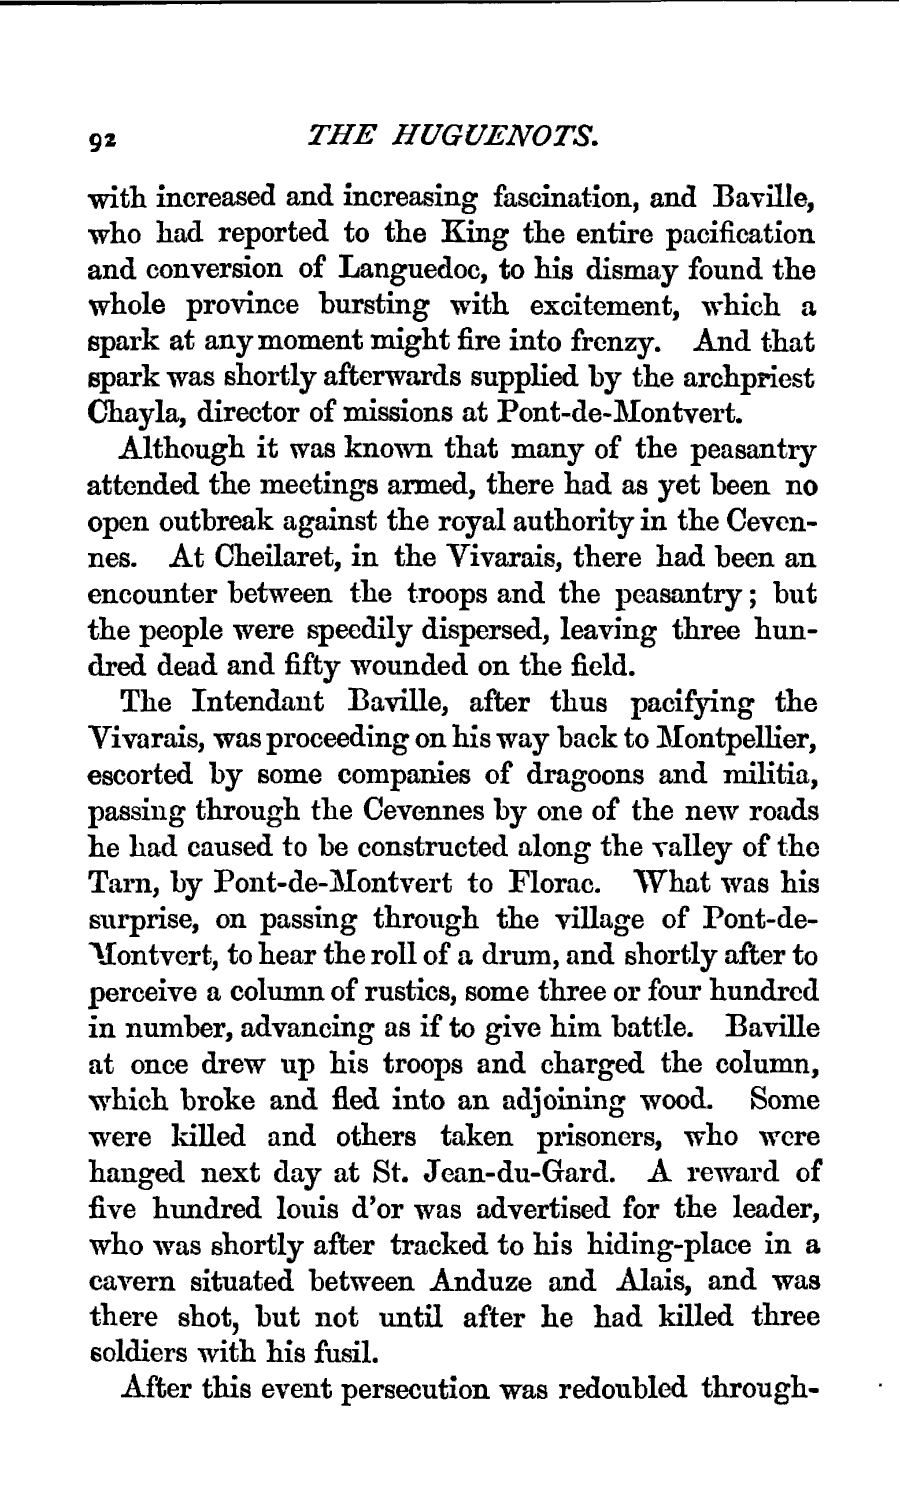 92 THE HUGUENOTS.
with increased and increasing fascination, and Baville,
who had reported to the King the entire pacification
and conversion of Languedoc, to his dismay found the
whole province bursting with excitement, which a
spark at any moment might fire into frenzy. And that
spark was shortly afterwards supplied by the archpriest
Chayla, director of missions at Pont-de-Montvert.
Although it was known that many of the peasantry
attended the meetings armed, there had as yet been no
open outbreak against the royal authority in the Ceven-
nes. At Cheilaret, in the Vivarais, there had been an
encounter between the troops and the peasantry; but
the people were speedily dispersed, leaving three hun-
dred dead and fifty wounded on the field.
The Intendant Baville, after thus pacifying the
Vivarais, was proceeding on his way back to Montpellier,
escorted by some companies of dragoons and militia,
passing through the Cevennes by one of the new roads
he had caused to be constructed along the valley of the
Tarn, by Pont-de-Montvert to Florac. What was his
surprise, on passing through the village of Pont-de-
Montvert, to hear the roll of a drum, and shortly after to
perceive a column of rustics, some three or four hundred
in number, advancing as if to give him battle. Baville
at once drew up his troops and charged the column,
which broke and fled into an adjoining wood. Some
were killed and others taken prisoners, who were
hanged next day at St. Jean-du-Gard. A reward of
five hundred louis d'or was advertised for the leader,
who was shortly after tracked to his hiding-place in a
cavern situated between Anduze and Alais, and was
there shot, but not until after he had killed three
soldiers with his fusil.
After this event persecution was redoubled through-